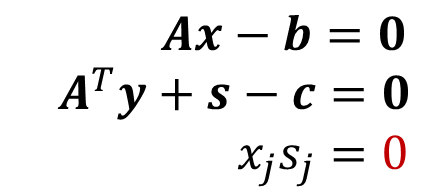 Ax − b = 0
Aᵀy + s − c = 0
xⱼsⱼ = 0